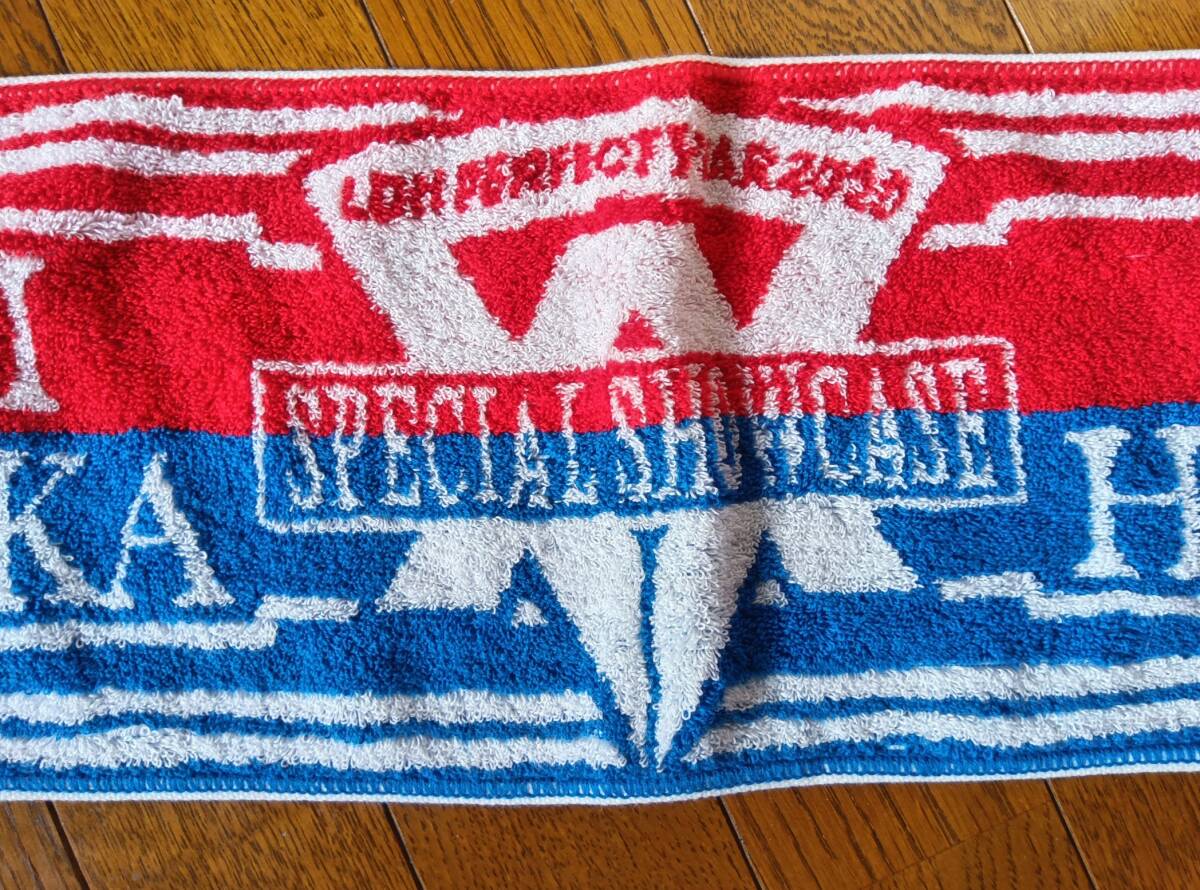 LDH PERFECT YEAR 2020
I
SPECIAL SHOWCASE
KA
H